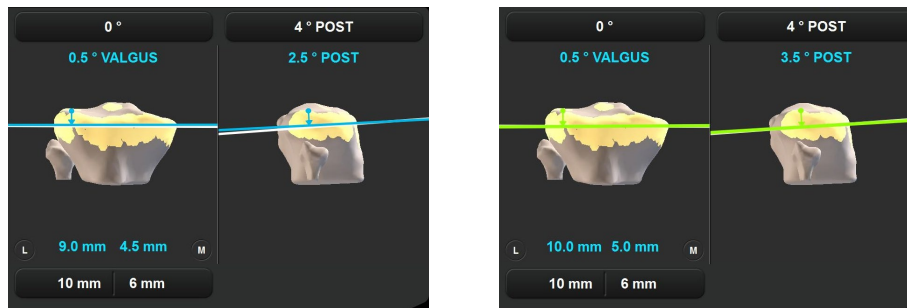 0 ° 4 ° POST
0.5 ° VALGUS 2.5 ° POST
L 9.0 mm 4.5 mm M
10 mm 6 mm
0 ° 4 ° POST
0.5 ° VALGUS 3.5 ° POST
L 10.0 mm 5.0 mm M
10 mm 6 mm